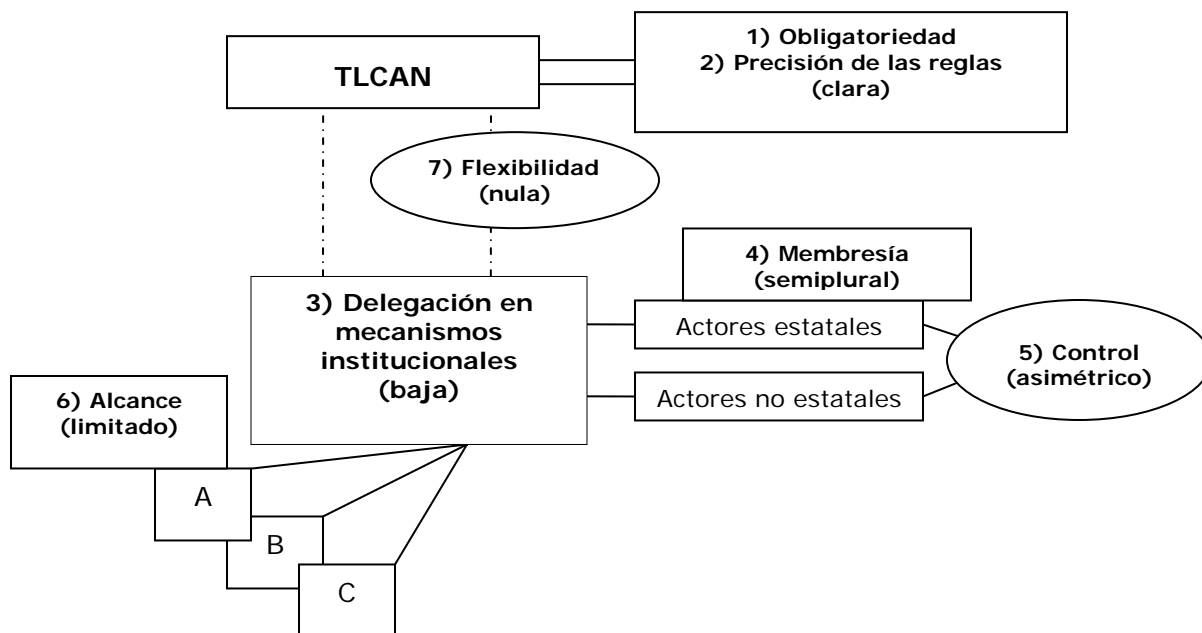 TLCAN
1) Obligatoriedad
2) Precisión de las reglas
(clara)
7) Flexibilidad
(nula)
4) Membresía
(semiplural)
3) Delegación en
mecanismos
institucionales
(baja)
Actores estatales
Actores no estatales
5) Control
(asimétrico)
6) Alcance
(limitado)
A
B
C